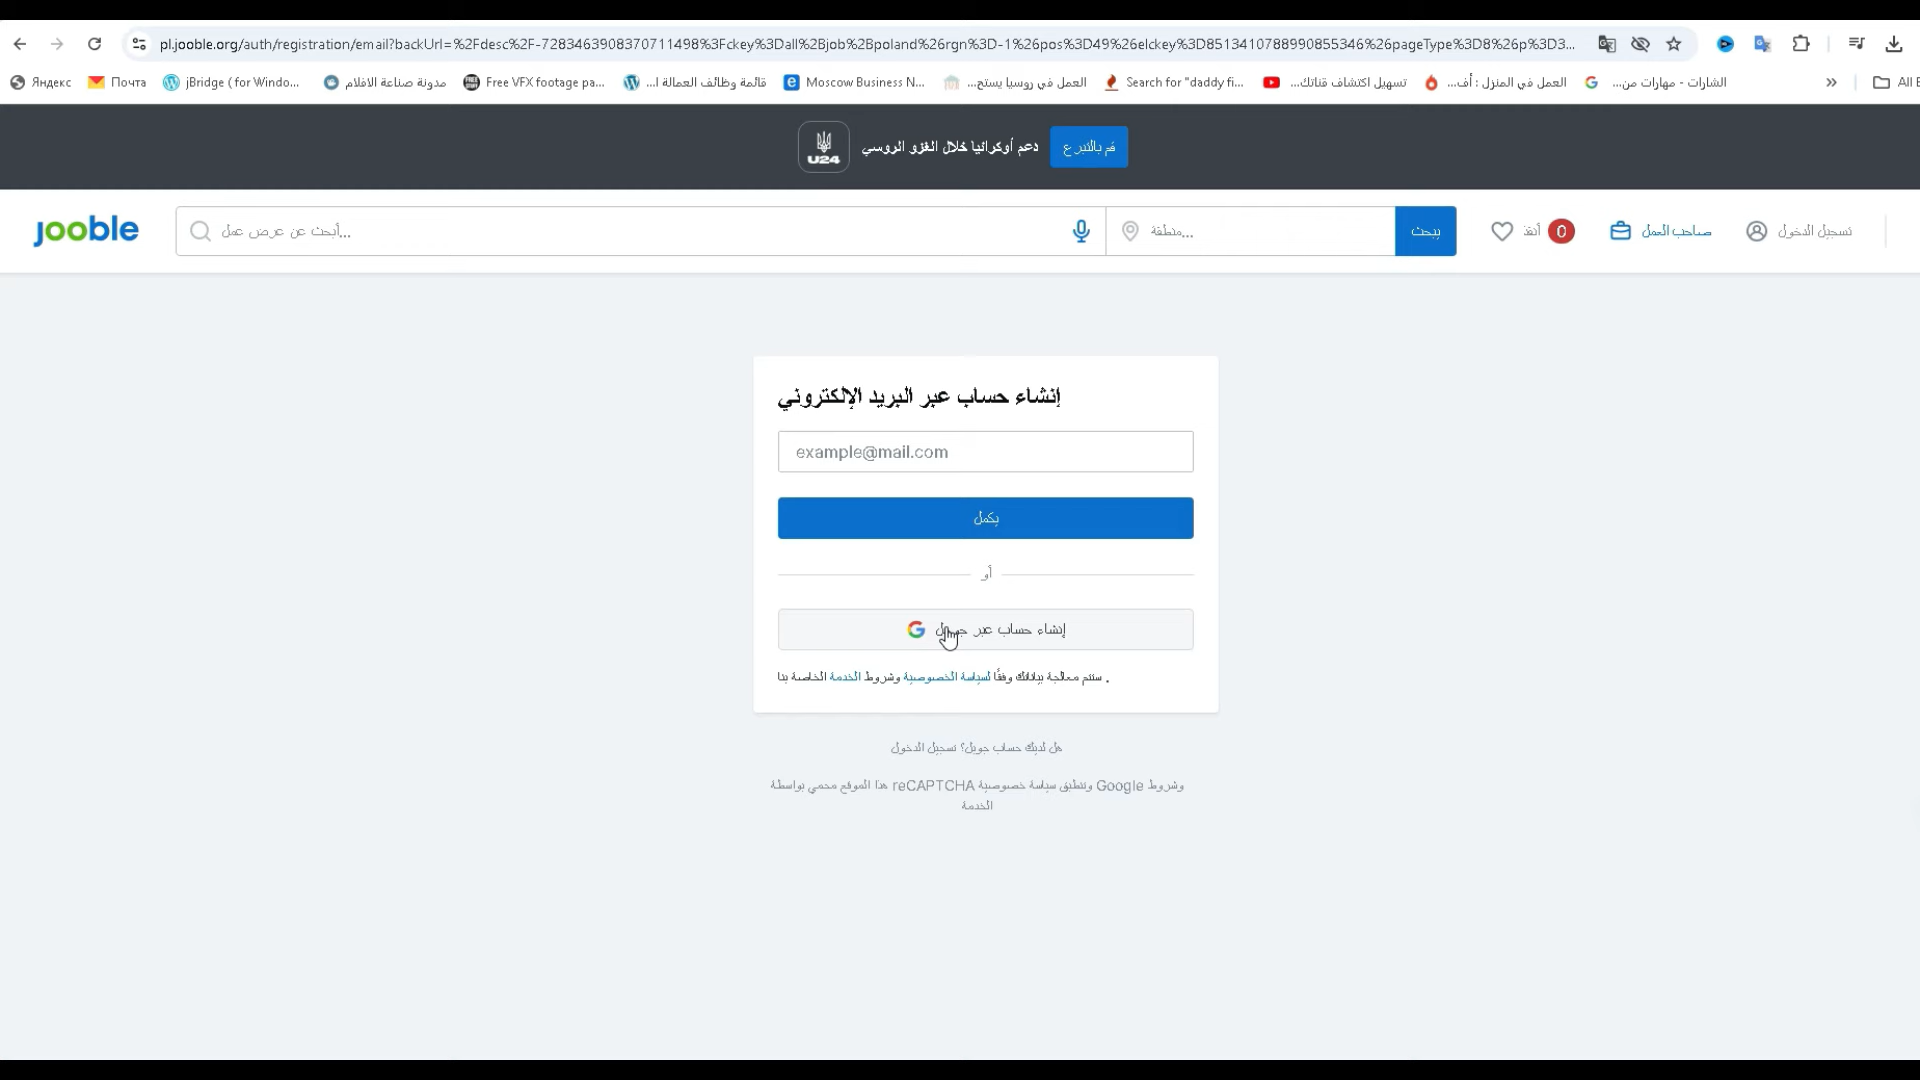 pl.jooble.org/auth/registration/email?backUrl=%2Fdesc%2F-7283463908370711498%3Fckey%3Dall%2Bjob%2Bpoland%26rgn%3D-1%26pos%3D49%26elckey%3D8513410788990855346%26pageType%3D8%26p%3D3...
Яндекс
Почта
jBridge ( for Windo...
مدونة صناعة الافلام
Free VFX footage pa...
قائمة وظائف العمالة ا...
Moscow Business N...
العمل في روسيا يستح...
Search for "daddy fi...
تسهيل اكتشاف قناتك...
العمل في المنزل : أف...
الشارات - مهارات من...
»
All B
U24
دعم أوكرانيا خلال الغزو الروسي
قم بالتبرع
jooble
أبحث عن عرض عمل...
منطقة...
يبحث
أنقذ
0
صاحب العمل
تسجيل الدخول
إنشاء حساب عبر البريد الإلكتروني
example@mail.com
يكمل
أو
إنشاء حساب عبر
ستتم معالجة بياناتك وفقًا لسياسة الخصوصية وشروط الخدمة الخاصة بنا .
هل لديك حساب جوبل؟ تسجيل الدخول
هذا الموقع محمي بواسطة reCAPTCHA وتنطبق سياسة خصوصية Google وشروط
الخدمة